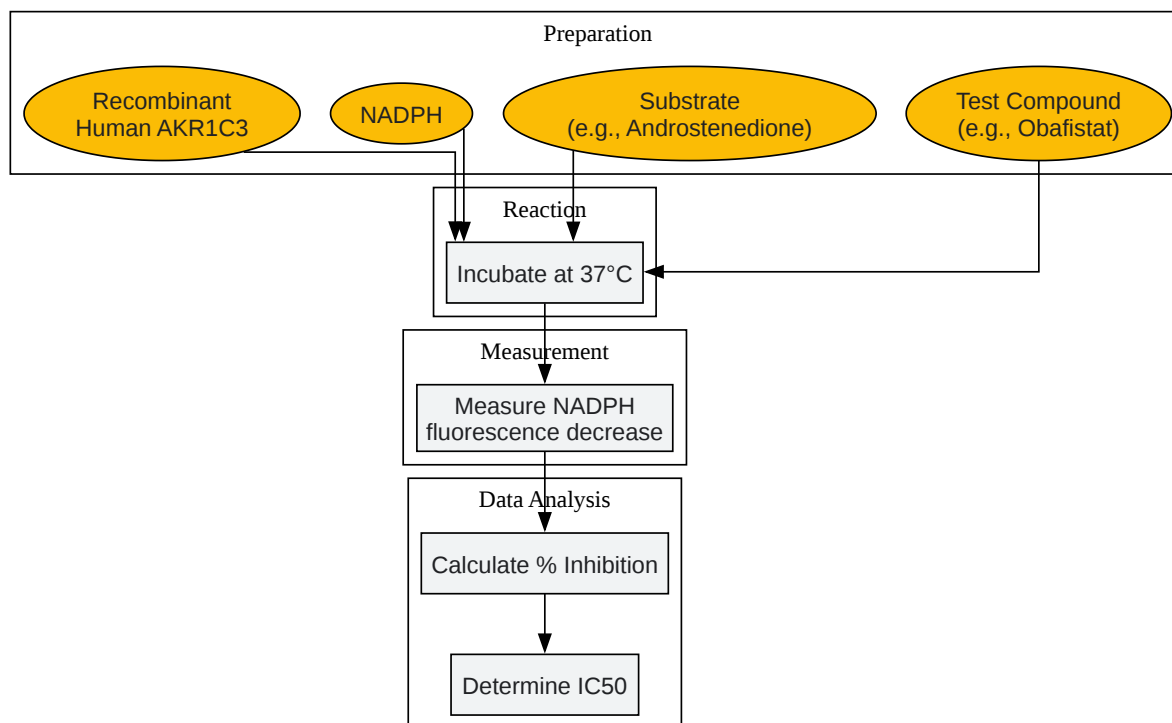 Preparation
Recombinant
Human AKR1C3
NADPH
Substrate
(e.g., Androstenedione)
Test Compound
(e.g., Obafistat)
Reaction
Incubate at 37°C
Measurement
Measure NADPH
fluorescence decrease
Data Analysis
Calculate % Inhibition
Determine IC50